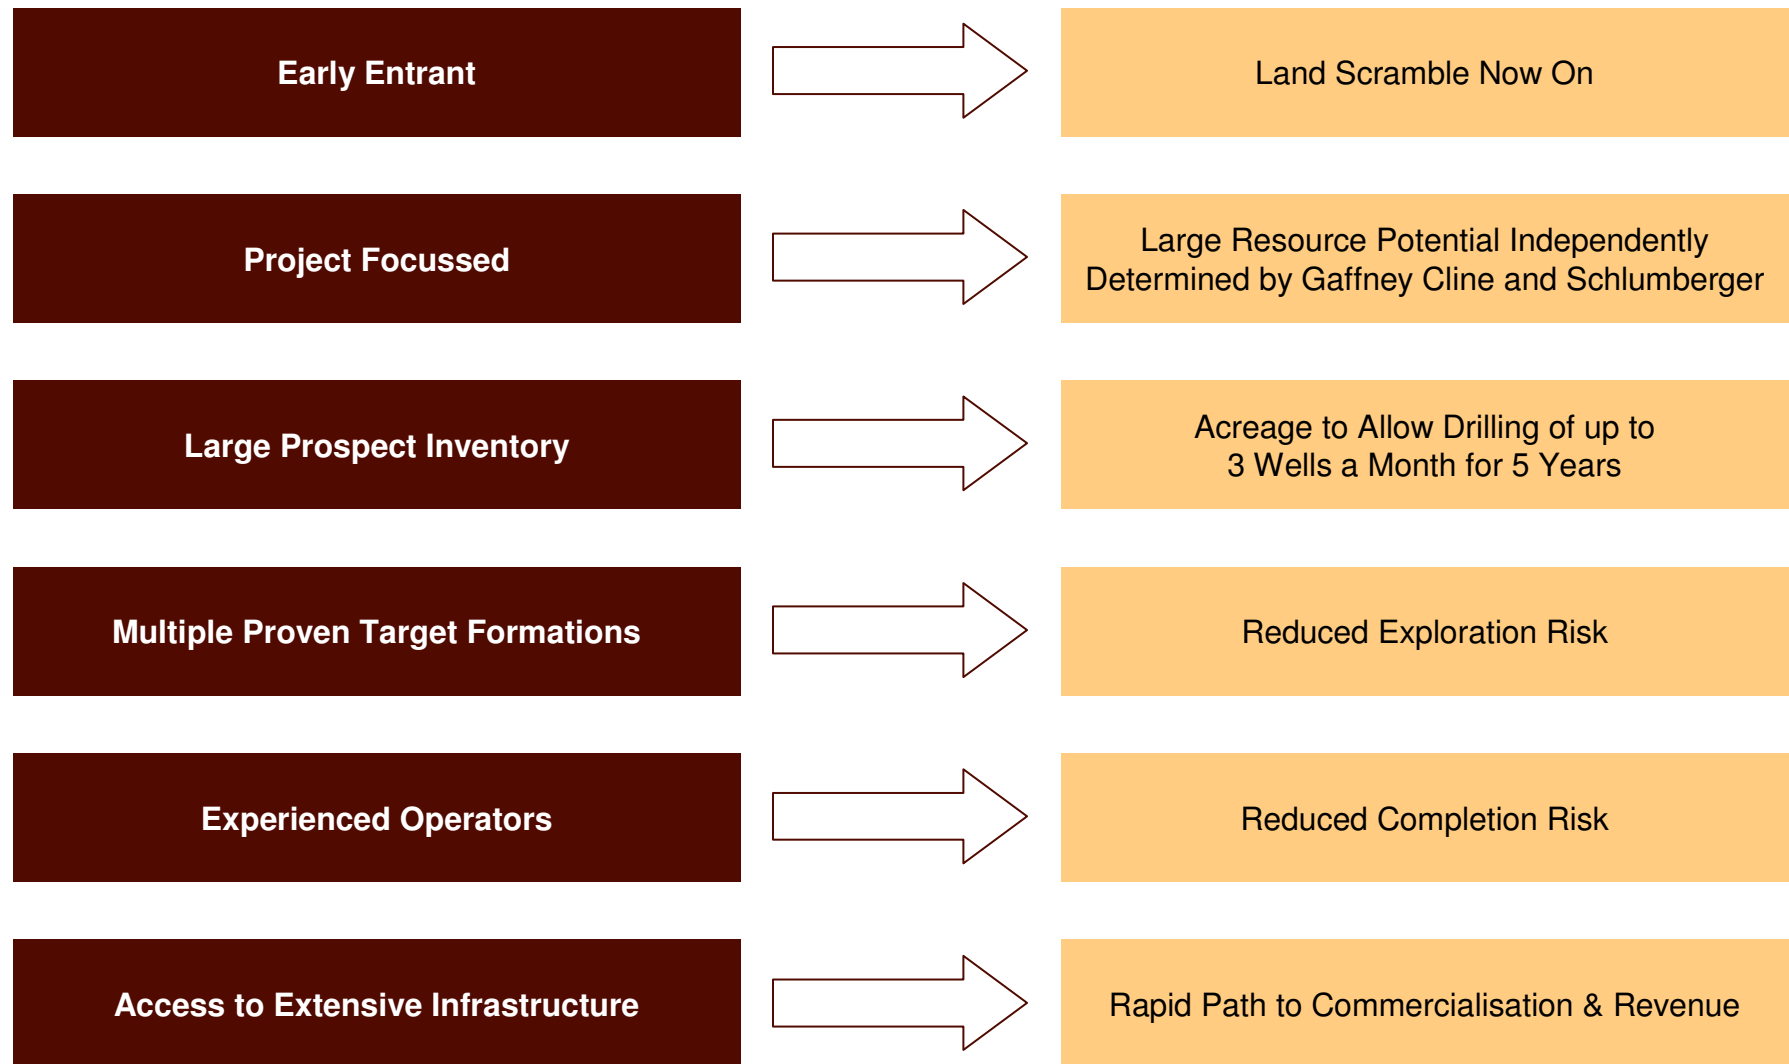 Early Entrant
Land Scramble Now On
Project Focussed
Large Resource Potential Independently
Determined by Gaffney Cline and Schlumberger
Large Prospect Inventory
Acreage to Allow Drilling of up to
3 Wells a Month for 5 Years
Multiple Proven Target Formations
Reduced Exploration Risk
Experienced Operators
Reduced Completion Risk
Access to Extensive Infrastructure
Rapid Path to Commercialisation & Revenue